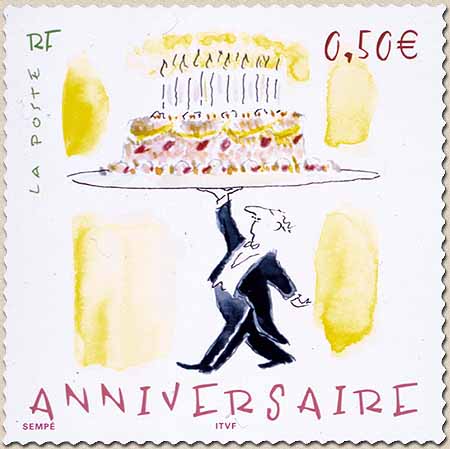 RF
0,50€
LA POSTE
ANNIVERSAIRE
SEMPÉ
ITVF